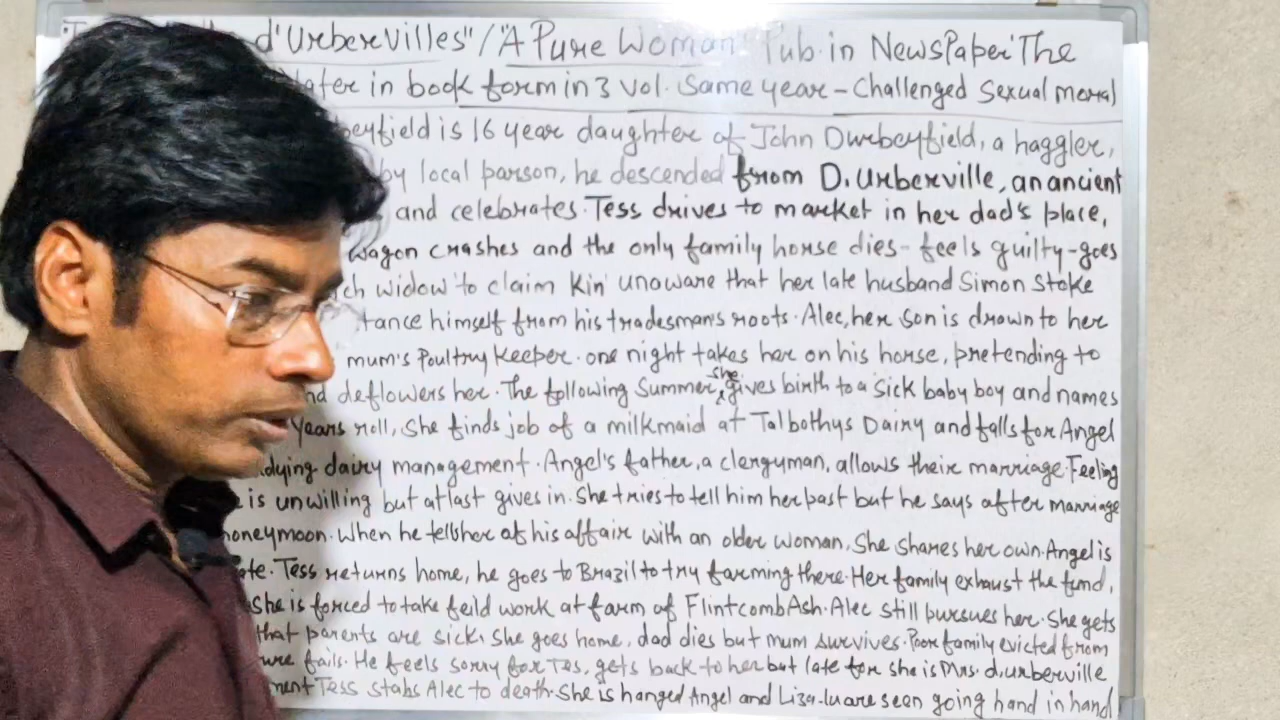 d'Urbervilles"/"A Pure Woman" Pub. in NewsPaper 'The
later in book form in 3 vol. Same year - Challenged Sexual moral
beyfield is 16 year daughter of John Durbeyfield, a haggler,
by local parson, he descended from D.Urberville, an ancient
and celebrates. Tess drives to market in her dad's place,
wagon crashes and the only family horse dies - feels guilty - goes
ch widow 'to claim kin' unaware that her late husband Simon Stoke
tance himself from his tradesman's roots. Alec, her son is drawn to her
mum's Poultry Keeper. one night takes her on his horse, pretending to
nd deflowers her. The following Summer, she gives birth to a sick baby boy and names
Years roll, She finds job of a milkmaid at Talbothys Dairy and falls for Angel
dying dairy management. Angel's father, a clergyman, allows their marriage. Feeling
is unwilling but at last gives in. She tries to tell him her past but he says after marriage
honeymoon. When he tells her of his affair with an older woman, She shares her own. Angel is
te. Tess returns home, he goes to Brazil to try farming there. Her family exhaust the fund,
She is forced to take feild work at farm of FlintcombAsh. Alec still pursues her. She gets
that parents are sick. She goes home, dad dies but mum survives. Poor family evicted from
ure fails. He feels sorry for Tes, gets back to her but late for she is Mrs. d.urberville
ment Tess stabs Alec to death. She is hanged Angel and Liza-lu are seen going hand in hand